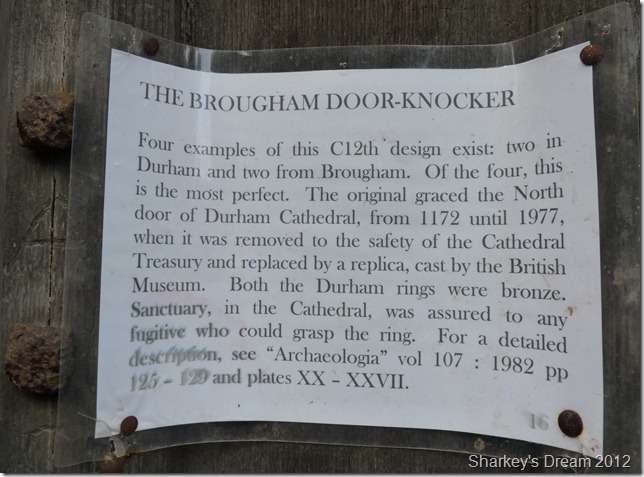 THE BROUGHAM DOOR-KNOCKER
Four examples of this C12th design exist: two in
Durham and two from Brougham. Of the four, this
is the most perfect. The original graced the North
door of Durham Cathedral, from 1172 until 1977,
when it was removed to the safety of the Cathedral
Treasury and replaced by a replica, cast by the British
Museum. Both the Durham rings were bronze.
Sanctuary, in the Cathedral, was assured to any
fugitive who could grasp the ring. For a detailed
description, see “Archaeologia” vol 107 : 1982 pp
125 – 129 and plates XX – XXVII.
16
Sharkey's Dream 2012